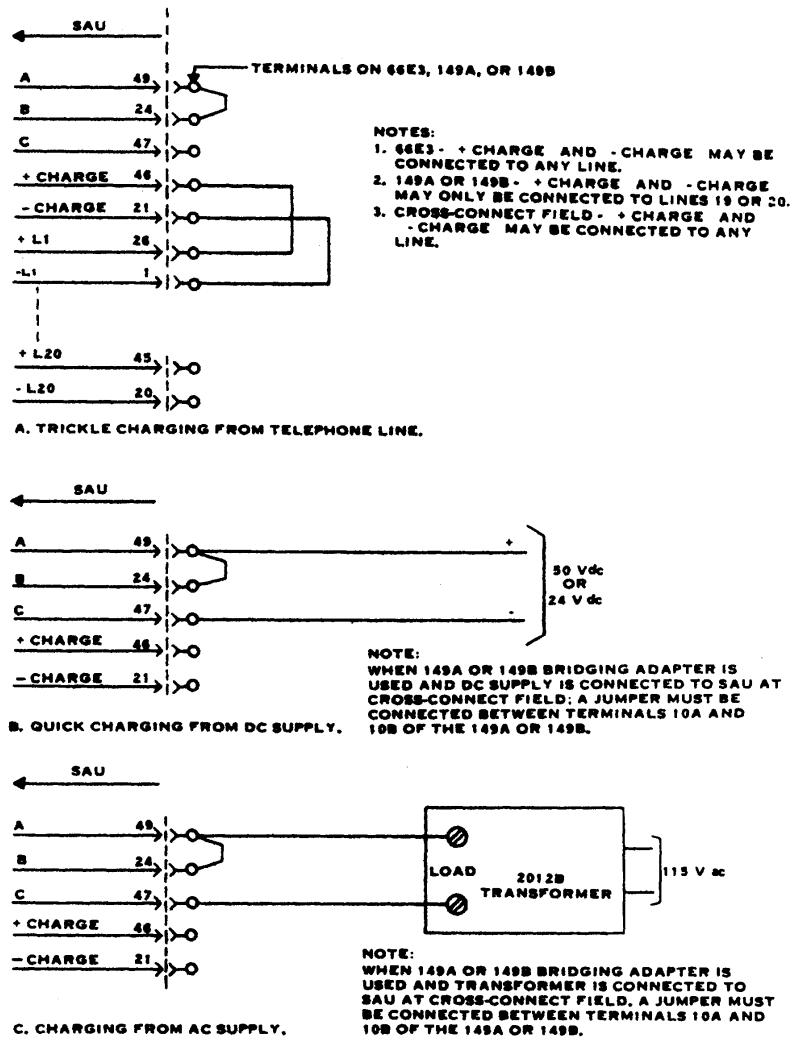 SAU
TERMINALS ON 66E3, 149A, OR 149B
A 49
B 24
C 47
+ CHARGE 46
- CHARGE 21
+ L1 26
-L1 1
+ L20 45
- L20 20
NOTES:
1. 66E3 - + CHARGE AND - CHARGE MAY BE
CONNECTED TO ANY LINE.
2. 149A OR 149B - + CHARGE AND - CHARGE
MAY ONLY BE CONNECTED TO LINES 19 OR 20.
3. CROSS-CONNECT FIELD - + CHARGE AND
- CHARGE MAY BE CONNECTED TO ANY
LINE.
A. TRICKLE CHARGING FROM TELEPHONE LINE.
SAU
A 49
B 24
C 47
+ CHARGE 46
- CHARGE 21
+
-
50 Vdc
OR
24 V dc
NOTE:
WHEN 149A OR 149B BRIDGING ADAPTER IS
USED AND DC SUPPLY IS CONNECTED TO SAU AT
CROSS-CONNECT FIELD; A JUMPER MUST BE
CONNECTED BETWEEN TERMINALS 10A AND
10B OF THE 149A OR 149B.
B. QUICK CHARGING FROM DC SUPPLY.
SAU
A 49
B 24
C 47
+ CHARGE 46
- CHARGE 21
LOAD
2012B
TRANSFORMER
115 V ac
NOTE:
WHEN 149A OR 149B BRIDGING ADAPTER IS
USED AND TRANSFORMER IS CONNECTED TO
SAU AT CROSS-CONNECT FIELD, A JUMPER MUST
BE CONNECTED BETWEEN TERMINALS 10A AND
10B OF THE 149A OR 149B.
C. CHARGING FROM AC SUPPLY.